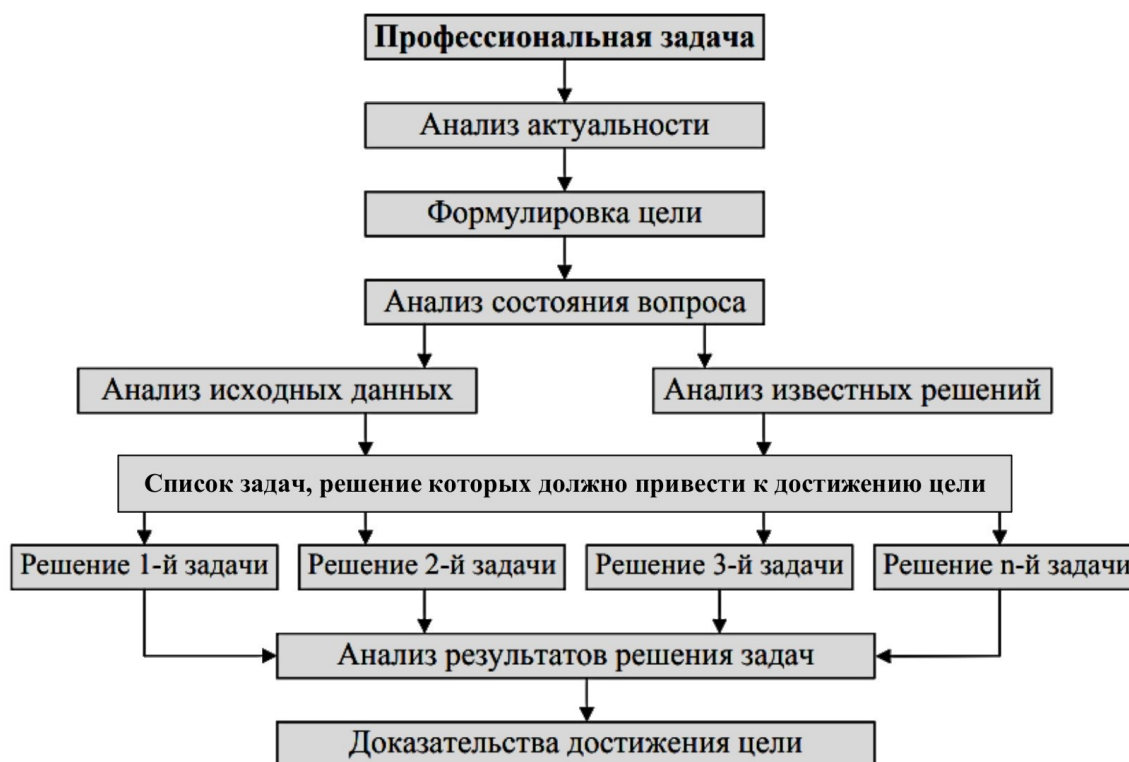 Профессиональная задача
Анализ актуальности
Формулировка цели
Анализ состояния вопроса
Анализ исходных данных
Анализ известных решений
Список задач, решение которых должно привести к достижению цели
Решение 1-й задачи
Решение 2-й задачи
Решение 3-й задачи
Решение n-й задачи
Анализ результатов решения задач
Доказательства достижения цели